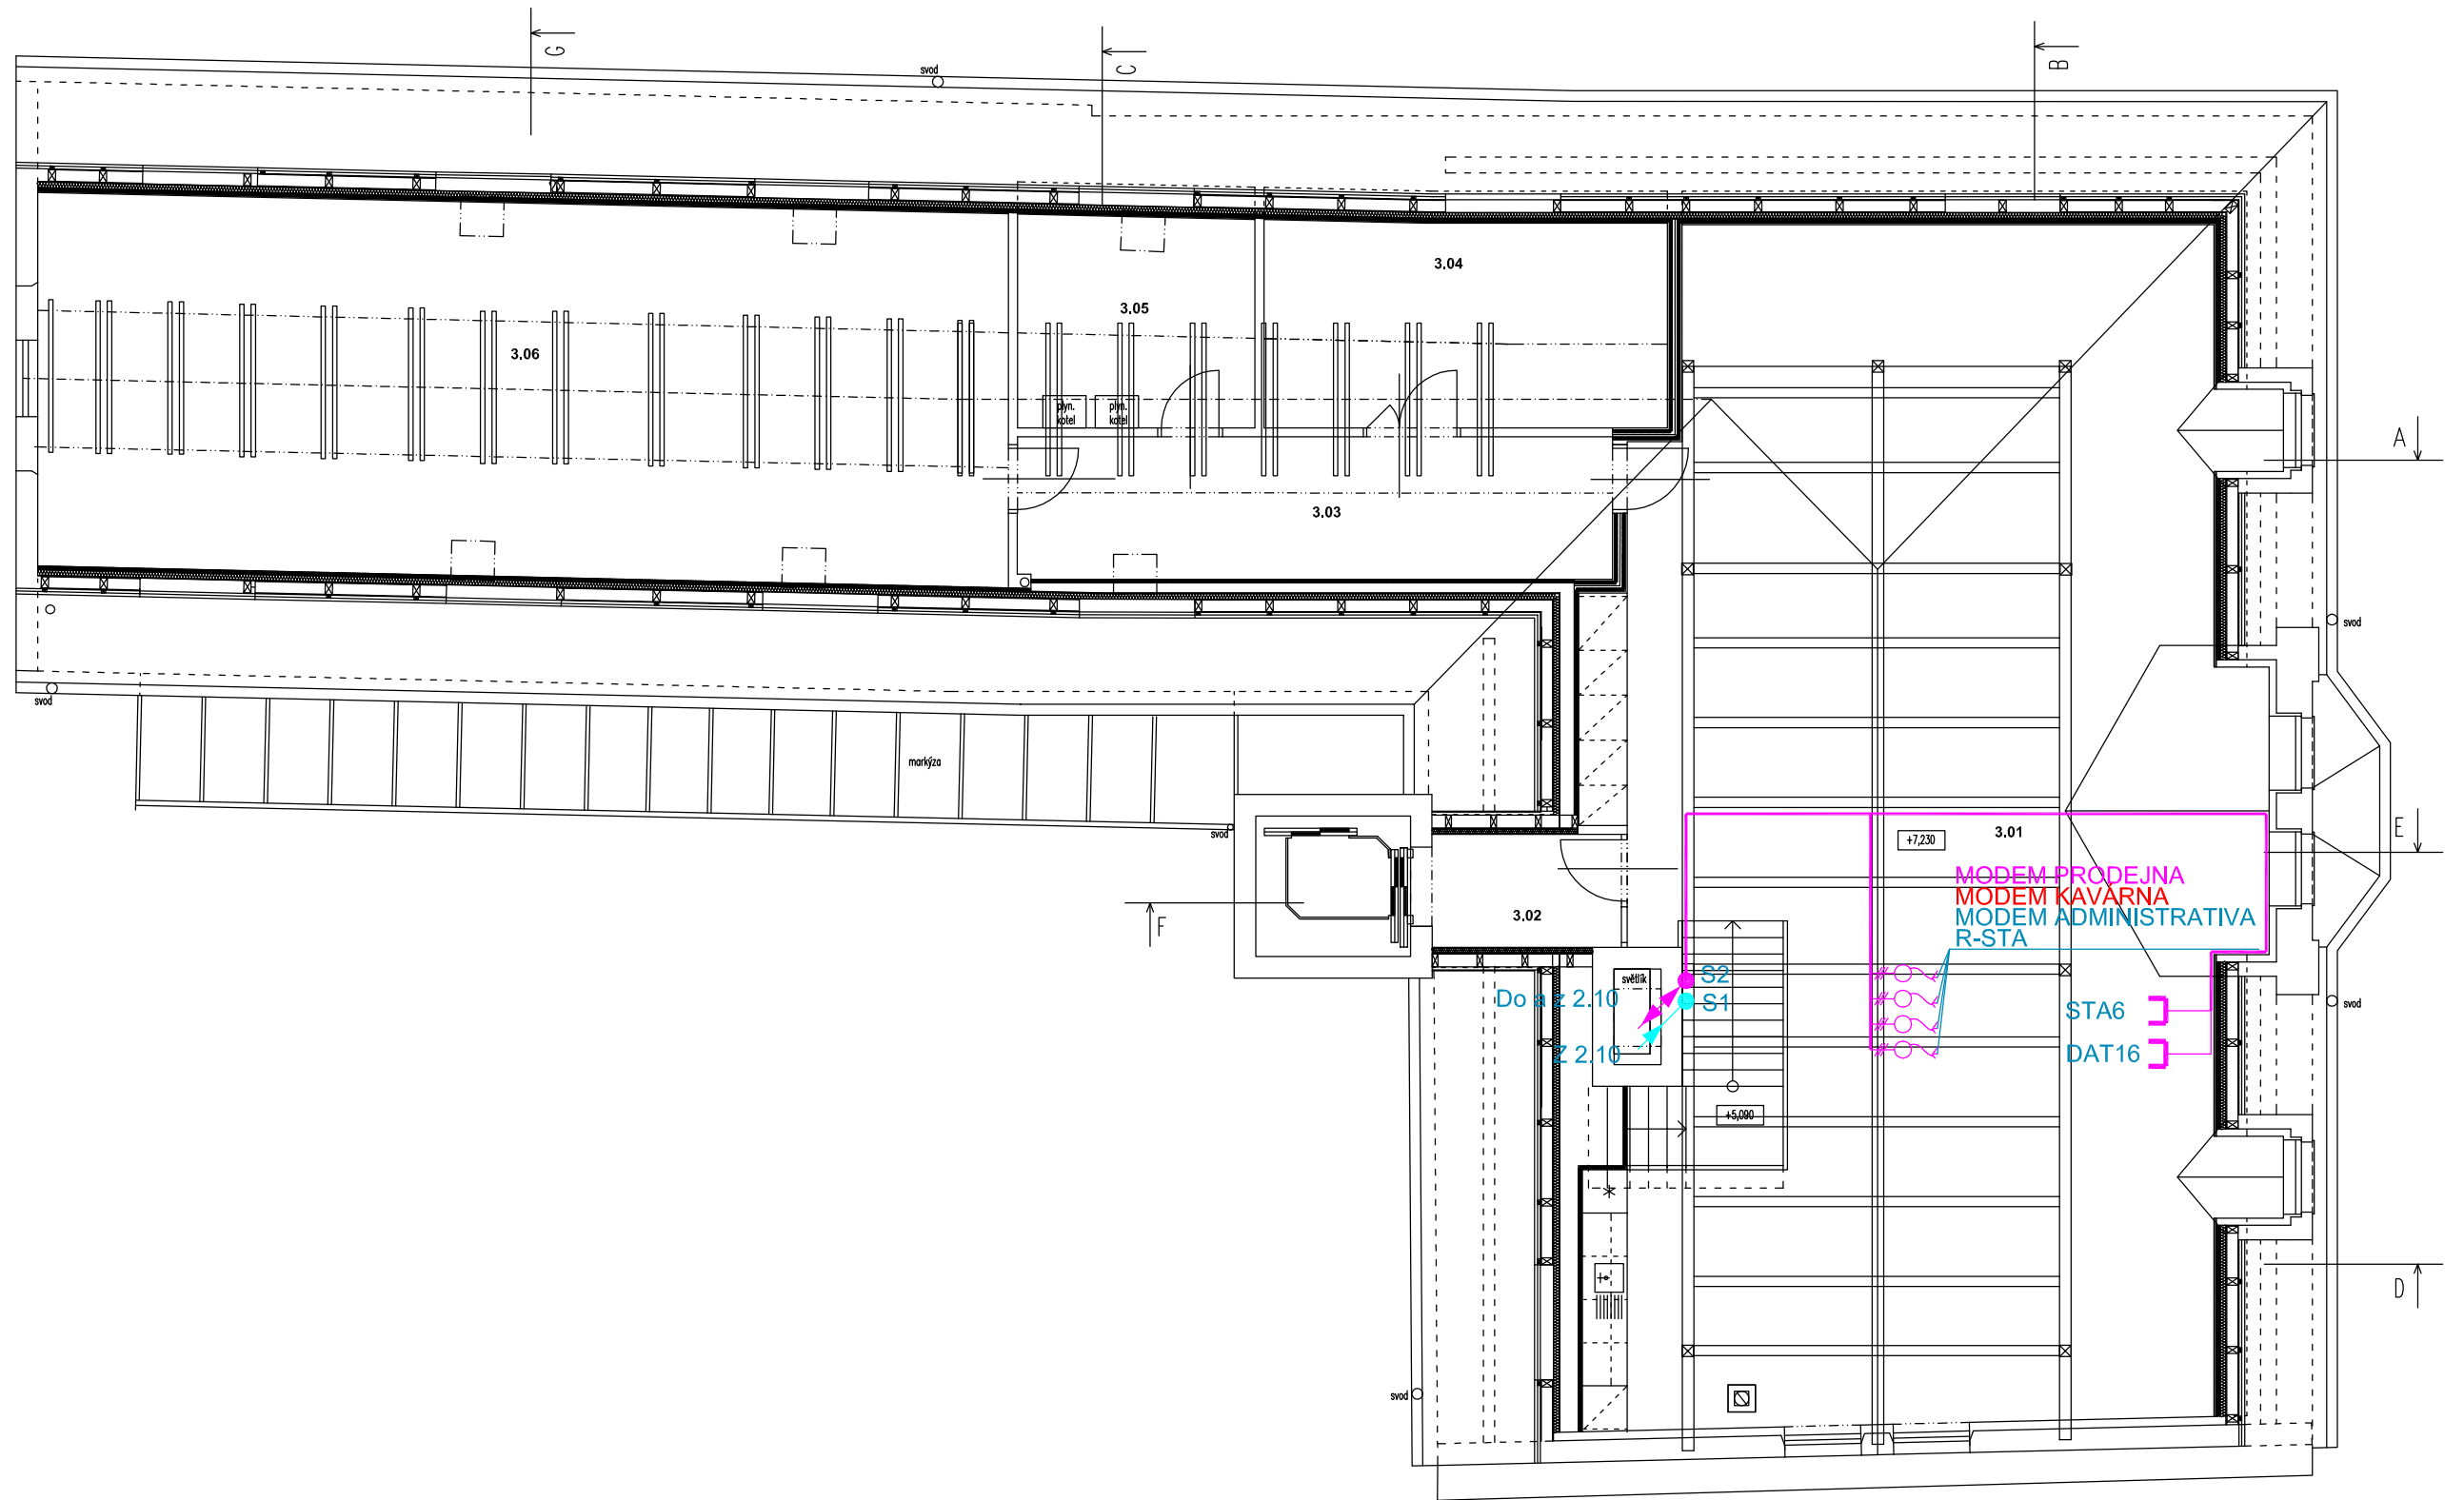 G
C
B
svod
3.04
3.05
3.06
plyn.
kotel
plyn.
kotel
A
3.03
svod
svod
markýza
svod
+7,230
3.01
E
MODEM PRODEJNA
MODEM KAVÁRNA
MODEM ADMINISTRATIVA
R-STA
3.02
F
světlík
S2
Do a z 2.10
S1
svod
STA6
Z 2.10
DAT16
+5,090
D
svod